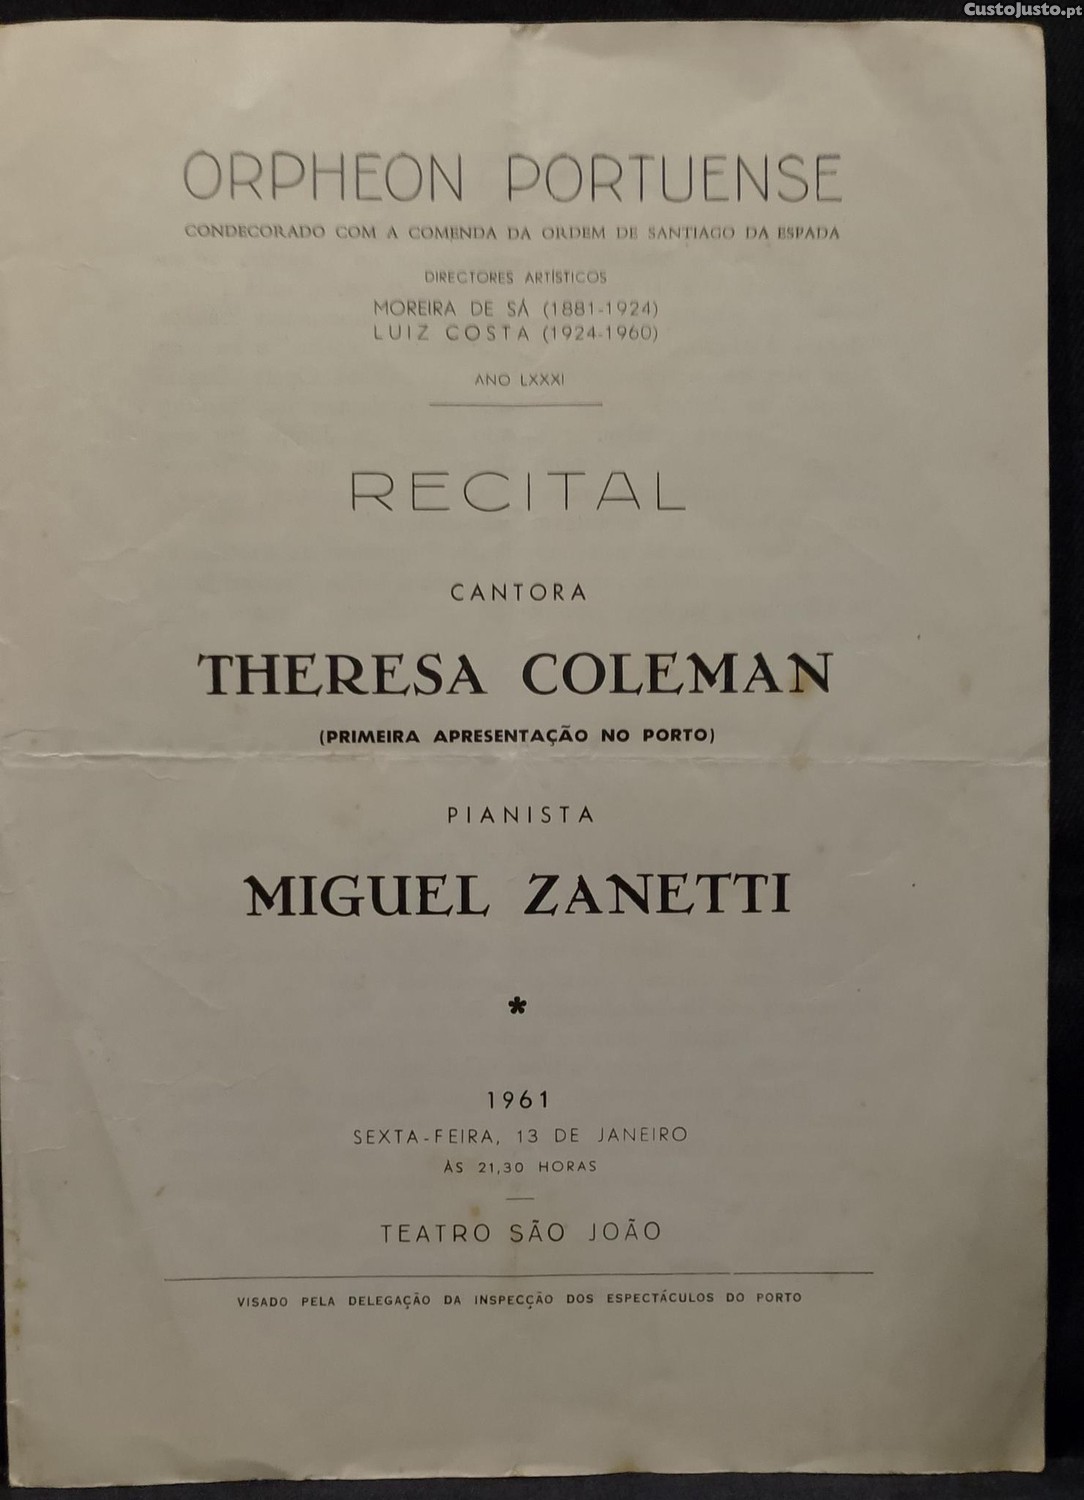 CustoJusto.pt
ORPHEON PORTUENSE
CONDECORADO COM A COMENDA DA ORDEM DE SANTIAGO DA ESPADA
DIRECTORES ARTÍSTICOS
MOREIRA DE SÁ (1881-1924)
LUIZ COSTA (1924-1960)
ANO LXXXI
RECITAL
CANTORA
THERESA COLEMAN
(PRIMEIRA APRESENTAÇÃO NO PORTO)
PIANISTA
MIGUEL ZANETTI
*
1961
SEXTA-FEIRA, 13 DE JANEIRO
ÀS 21,30 HORAS
TEATRO SÃO JOÃO
VISADO PELA DELEGAÇÃO DA INSPECÇÃO DOS ESPECTÁCULOS DO PORTO